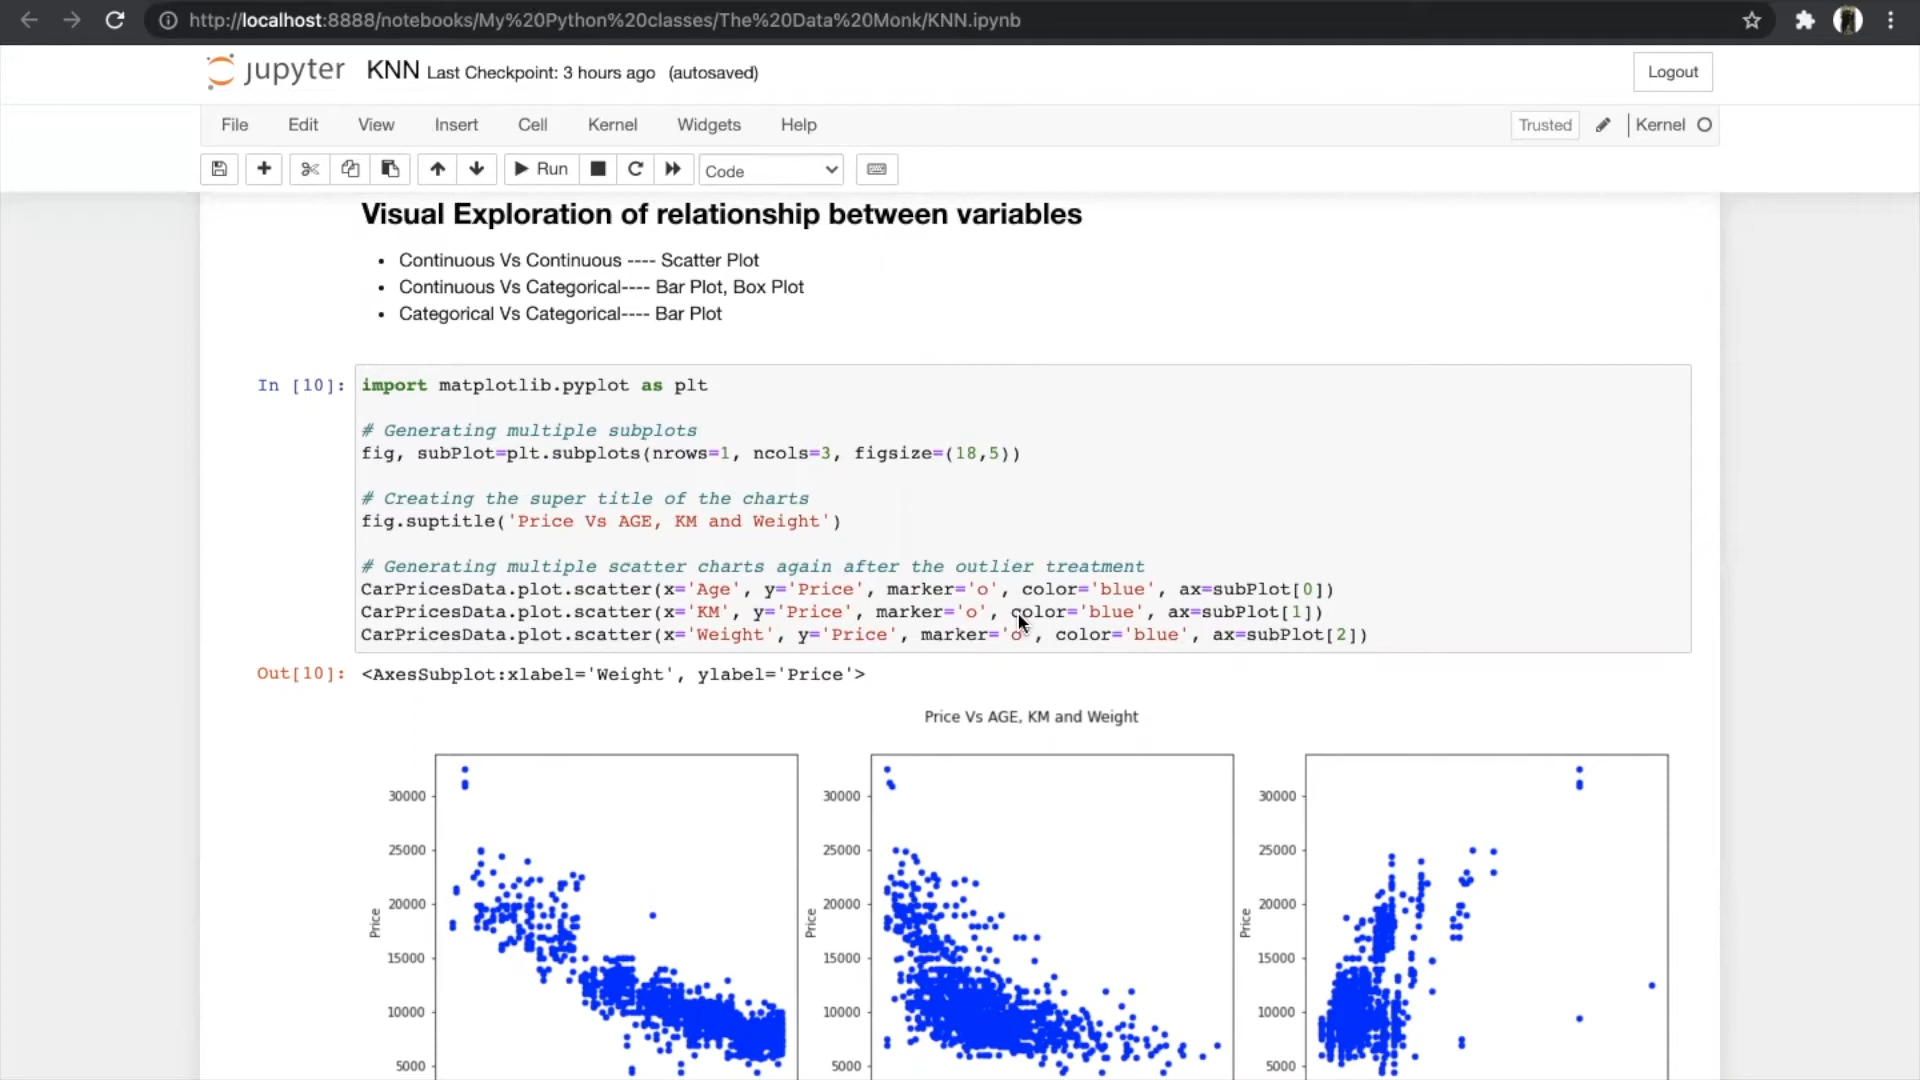 http://localhost:8888/notebooks/My%20Python%20classes/The%20Data%20Monk/KNN.ipynb
jupyter KNN Last Checkpoint: 3 hours ago (autosaved) Logout
File Edit View Insert Cell Kernel Widgets Help Trusted Kernel
Run Code
Visual Exploration of relationship between variables
• Continuous Vs Continuous ---- Scatter Plot
• Continuous Vs Categorical---- Bar Plot, Box Plot
• Categorical Vs Categorical---- Bar Plot
In [10]: import matplotlib.pyplot as plt
# Generating multiple subplots
fig, subPlot=plt.subplots(nrows=1, ncols=3, figsize=(18,5))
# Creating the super title of the charts
fig.suptitle('Price Vs AGE, KM and Weight')
# Generating multiple scatter charts again after the outlier treatment
CarPricesData.plot.scatter(x='Age', y='Price', marker='o', color='blue', ax=subPlot[0])
CarPricesData.plot.scatter(x='KM', y='Price', marker='o', color='blue', ax=subPlot[1])
CarPricesData.plot.scatter(x='Weight', y='Price', marker='o', color='blue', ax=subPlot[2])
Out[10]: <AxesSubplot:xlabel='Weight', ylabel='Price'>
Price Vs AGE, KM and Weight
30000 30000 30000
25000 25000 25000
20000 20000 20000
Price Price Price
15000 15000 15000
10000 10000 10000
5000 5000 5000